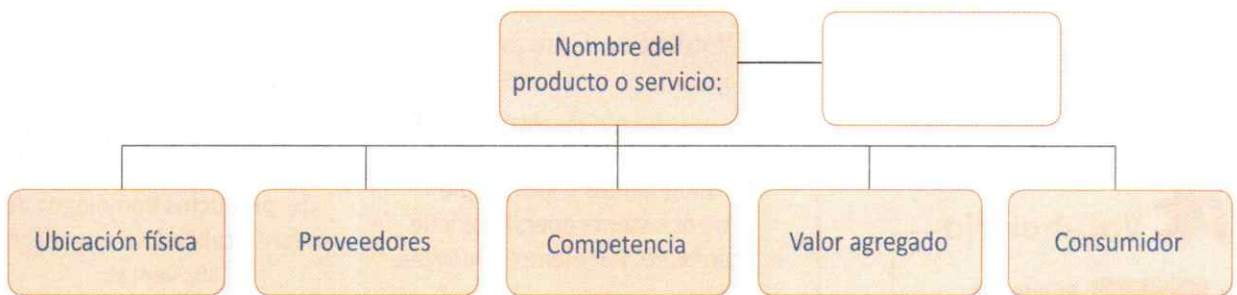 Nombre del
producto o servicio:
Ubicación física
Proveedores
Competencia
Valor agregado
Consumidor